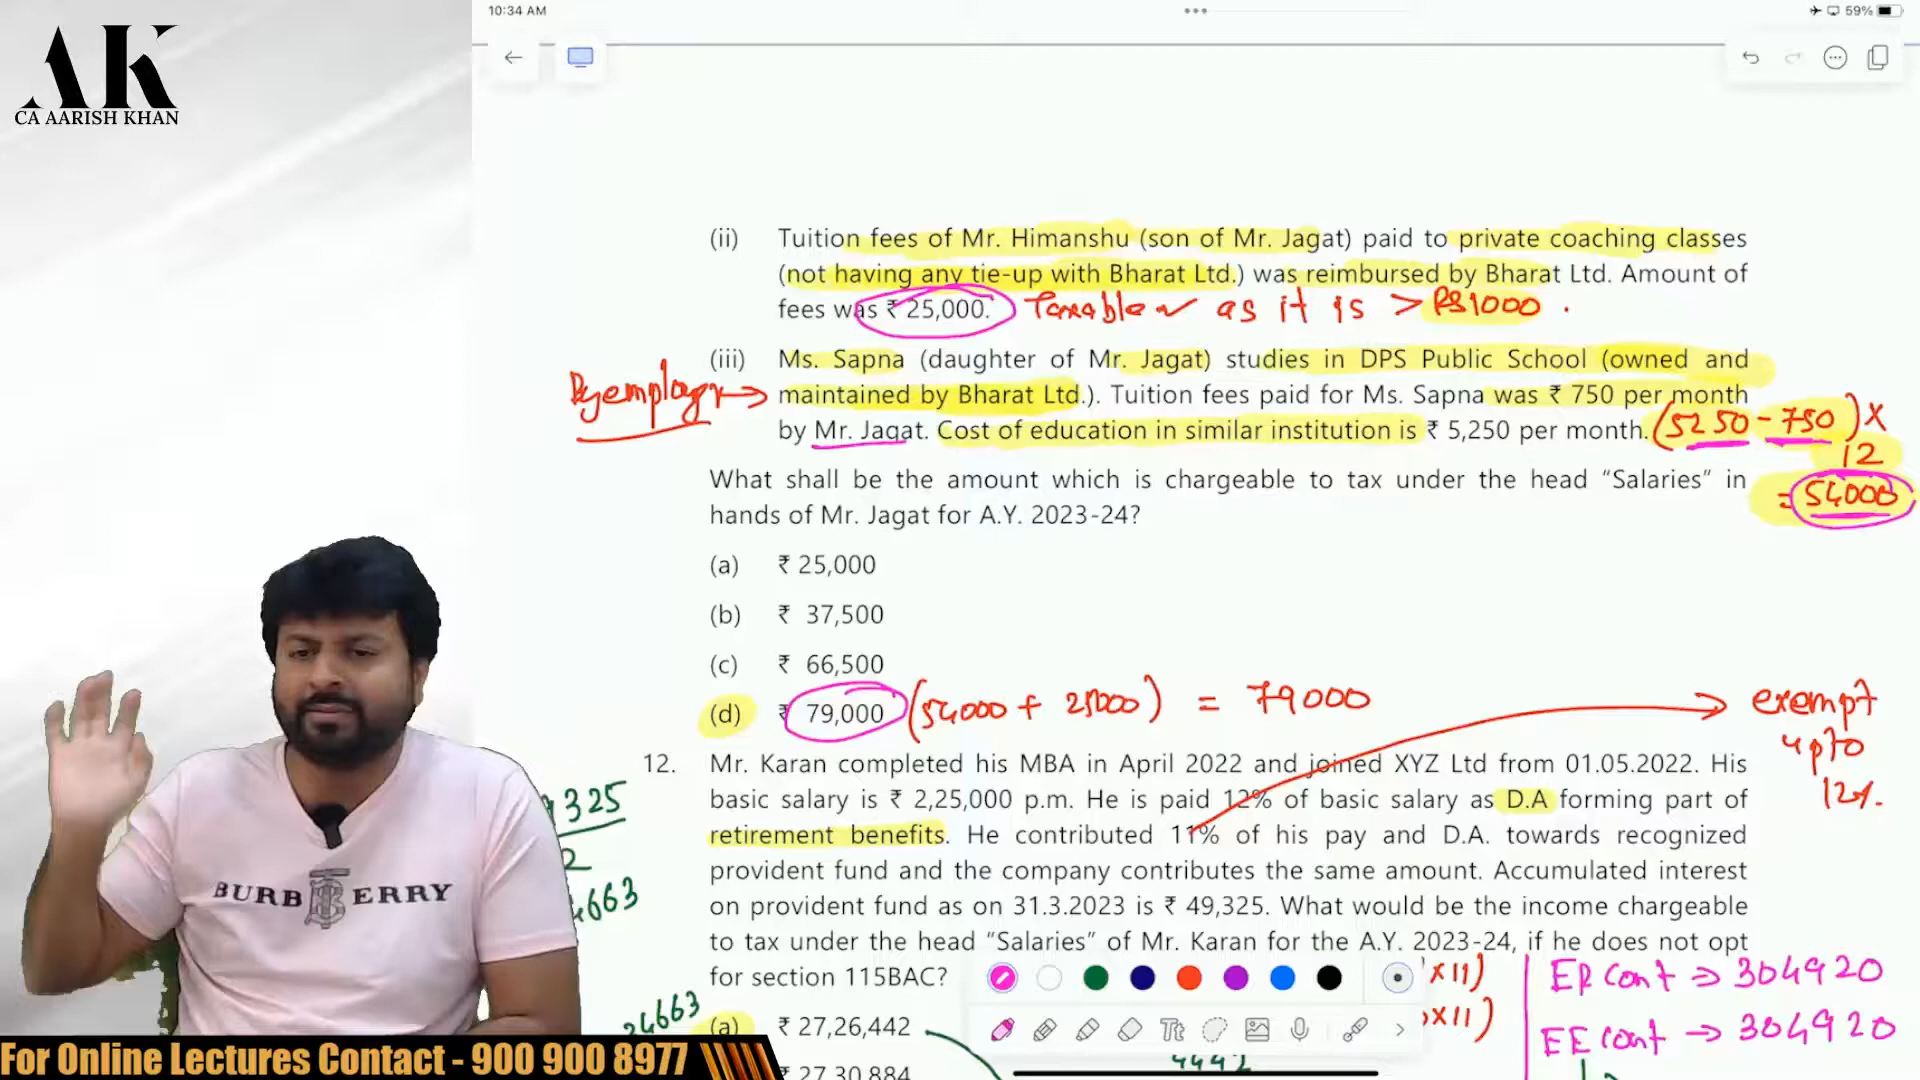 10:34 AM
59%
AK
CA AARISH KHAN
(ii) Tuition fees of Mr. Himanshu (son of Mr. Jagat) paid to private coaching classes
(not having any tie-up with Bharat Ltd.) was reimbursed by Bharat Ltd. Amount of
fees was ₹ 25,000. Taxable as it is > RS1000 .
(iii) Ms. Sapna (daughter of Mr. Jagat) studies in DPS Public School (owned and
By employer → maintained by Bharat Ltd.). Tuition fees paid for Ms. Sapna was ₹ 750 per month
by Mr. Jagat. Cost of education in similar institution is ₹ 5,250 per month. (5250-750)×
12
= 54000
What shall be the amount which is chargeable to tax under the head “Salaries” in
hands of Mr. Jagat for A.Y. 2023-24?
(a) ₹ 25,000
(b) ₹ 37,500
(c) ₹ 66,500
(d) ₹ 79,000 (54000 + 25000) = 79000
exempt
upto
12%.
12. Mr. Karan completed his MBA in April 2022 and joined XYZ Ltd from 01.05.2022. His
basic salary is ₹ 2,25,000 p.m. He is paid 12% of basic salary as D.A forming part of
retirement benefits. He contributed 11% of his pay and D.A. towards recognized
provident fund and the company contributes the same amount. Accumulated interest
on provident fund as on 31.3.2023 is ₹ 49,325. What would be the income chargeable
to tax under the head “Salaries” of Mr. Karan for the A.Y. 2023-24, if he does not opt
for section 115BAC?
325
2
4663
×11)
×11)
ER Cont → 304920
EE Cont → 304920
24663
(a) ₹ 27,26,442
₹ 27,30,884
4442
Tt
BURBERRY
For Online Lectures Contact - 900 900 8977